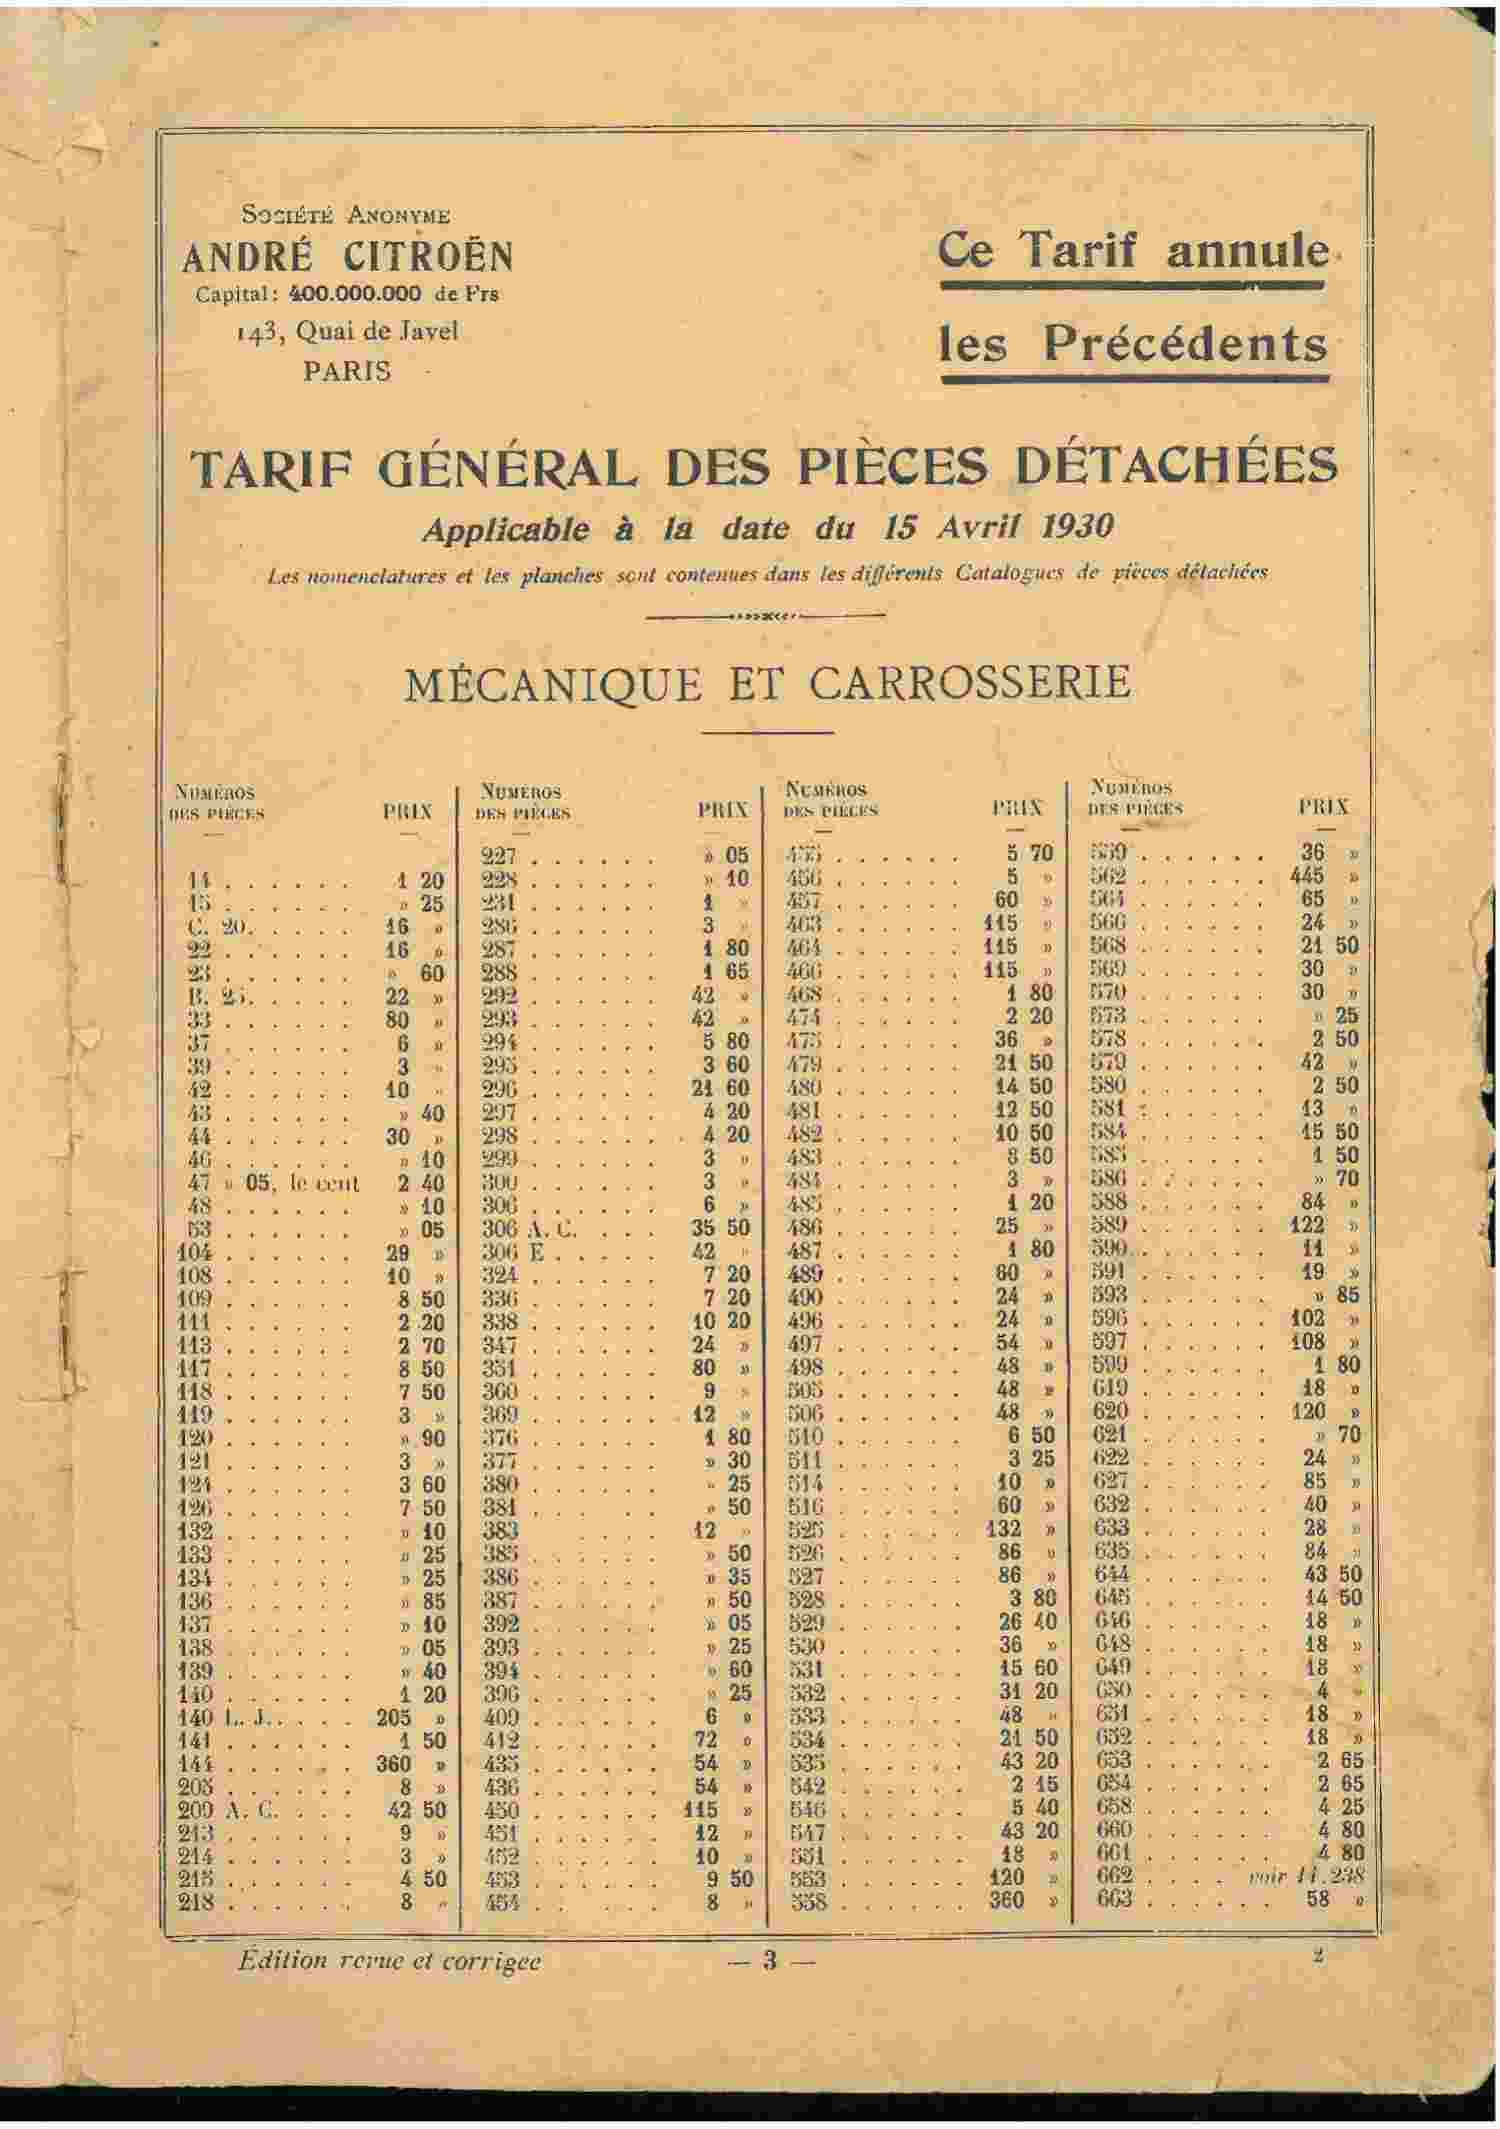 SOCIÉTÉ ANONYME
ANDRÉ CITROËN
Capital: 400.000.000 de Frs
143, Quai de Javel
PARIS
Ce Tarif annule
les Précédents
TARIF GÉNÉRAL DES PIÈCES DÉTACHÉES
Applicable à la date du 15 Avril 1930
Les nomenclatures et les planches sont contenues dans les différents Catalogues de pièces détachées
MÉCANIQUE ET CARROSSERIE
NUMÉROS
DES PIÈCES PRIX
14 . . . . . . 1 20
15 . . . . . . » 25
C. 20. . . . . 16 »
22 . . . . . . 16 »
23 . . . . . . » 60
B. 25. . . . . 22 »
33 . . . . . . 80 »
37 . . . . . . 6 »
39 . . . . . . 3 »
42 . . . . . . 10 »
43 . . . . . . » 40
44 . . . . . . 30 »
46 . . . . . . » 10
47 » 05, le cent 2 40
48 . . . . . . » 10
53 . . . . . . » 05
104 . . . . . . 29 »
108 . . . . . . 10 »
109 . . . . . . 8 50
111 . . . . . . 2 20
113 . . . . . . 2 70
117 . . . . . . 8 50
118 . . . . . . 7 50
119 . . . . . . 3 »
120 . . . . . . » 90
121 . . . . . . 3 »
124 . . . . . . 3 60
126 . . . . . . 7 50
132 . . . . . . » 10
133 . . . . . . » 25
134 . . . . . . » 25
136 . . . . . . » 85
137 . . . . . . » 10
138 . . . . . . » 05
139 . . . . . . » 40
140 . . . . . . 1 20
140 L. J. . . . . 205 »
141 . . . . . . 1 50
144 . . . . . . 360 »
205 . . . . . . 8 »
209 A. C. . . . 42 50
213 . . . . . . 9 »
214 . . . . . . 3 »
215 . . . . . . 4 50
218 . . . . . . 8 »
NUMÉROS
DES PIÈCES PRIX
227 . . . . . . » 05
228 . . . . . . » 10
231 . . . . . . 1 »
286 . . . . . . 3 »
287 . . . . . . 1 80
288 . . . . . . 1 65
292 . . . . . . 42 »
293 . . . . . . 42 »
294 . . . . . . 5 80
295 . . . . . . 3 60
296 . . . . . . 21 60
297 . . . . . . 4 20
298 . . . . . . 4 20
299 . . . . . . 3 »
300 . . . . . . 3 »
306 . . . . . . 6 »
306 A. C. . . . 35 50
306 E . . . . . 42 »
324 . . . . . . 7 20
336 . . . . . . 7 20
338 . . . . . . 10 20
347 . . . . . . 24 »
351 . . . . . . 80 »
360 . . . . . . 9 »
369 . . . . . . 12 »
376 . . . . . . 1 80
377 . . . . . . » 30
380 . . . . . . » 25
381 . . . . . . » 50
383 . . . . . . 12 »
385 . . . . . . » 50
386 . . . . . . » 35
387 . . . . . . » 50
392 . . . . . . » 05
393 . . . . . . » 25
394 . . . . . . » 60
396 . . . . . . » 25
409 . . . . . . 6 »
412 . . . . . . 72 »
435 . . . . . . 54 »
436 . . . . . . 54 »
450 . . . . . . 115 »
451 . . . . . . 12 »
452 . . . . . . 10 »
453 . . . . . . 9 50
454 . . . . . . 8 »
NUMÉROS
DES PIÈCES PRIX
455 . . . . . . 5 70
456 . . . . . . 5 »
457 . . . . . . 60 »
463 . . . . . . 115 »
464 . . . . . . 115 »
466 . . . . . . 115 »
468 . . . . . . 1 80
474 . . . . . . 2 20
475 . . . . . . 36 »
479 . . . . . . 21 50
480 . . . . . . 14 50
481 . . . . . . 12 50
482 . . . . . . 10 50
483 . . . . . . 8 50
484 . . . . . . 3 »
485 . . . . . . 1 20
486 . . . . . . 25 »
487 . . . . . . 1 80
489 . . . . . . 60 »
490 . . . . . . 24 »
496 . . . . . . 24 »
497 . . . . . . 54 »
498 . . . . . . 48 »
505 . . . . . . 48 »
506 . . . . . . 48 »
510 . . . . . . 6 50
511 . . . . . . 3 25
514 . . . . . . 10 »
516 . . . . . . 60 »
525 . . . . . . 132 »
526 . . . . . . 86 »
527 . . . . . . 86 »
528 . . . . . . 3 80
529 . . . . . . 26 40
530 . . . . . . 36 »
531 . . . . . . 15 60
532 . . . . . . 31 20
533 . . . . . . 48 »
534 . . . . . . 21 50
535 . . . . . . 43 20
542 . . . . . . 2 15
546 . . . . . . 5 40
547 . . . . . . 43 20
551 . . . . . . 18 »
553 . . . . . . 120 »
558 . . . . . . 360 »
NUMÉROS
DES PIÈCES PRIX
559 . . . . . . 36 »
562 . . . . . . 445 »
564 . . . . . . 65 »
566 . . . . . . 24 »
568 . . . . . . 21 50
569 . . . . . . 30 »
570 . . . . . . 30 »
573 . . . . . . » 25
578 . . . . . . 2 50
579 . . . . . . 42 »
580 . . . . . . 2 50
581 . . . . . . 13 »
584 . . . . . . 15 50
585 . . . . . . 1 50
586 . . . . . . » 70
588 . . . . . . 84 »
589 . . . . . . 122 »
590 . . . . . . 11 »
591 . . . . . . 19 »
593 . . . . . . » 85
596 . . . . . . 102 »
597 . . . . . . 108 »
599 . . . . . . 1 80
619 . . . . . . 18 »
620 . . . . . . 120 »
621 . . . . . . » 70
622 . . . . . . 24 »
627 . . . . . . 85 »
632 . . . . . . 40 »
633 . . . . . . 28 »
635 . . . . . . 84 »
644 . . . . . . 43 50
645 . . . . . . 14 50
646 . . . . . . 18 »
648 . . . . . . 18 »
649 . . . . . . 18 »
650 . . . . . . 4 »
651 . . . . . . 18 »
652 . . . . . . 18 »
653 . . . . . . 2 65
654 . . . . . . 2 65
658 . . . . . . 4 25
660 . . . . . . 4 80
661 . . . . . . 4 80
662 . . . . voir 11.238
663 . . . . . . 58 »
Édition revue et corrigée
— 3 —
2